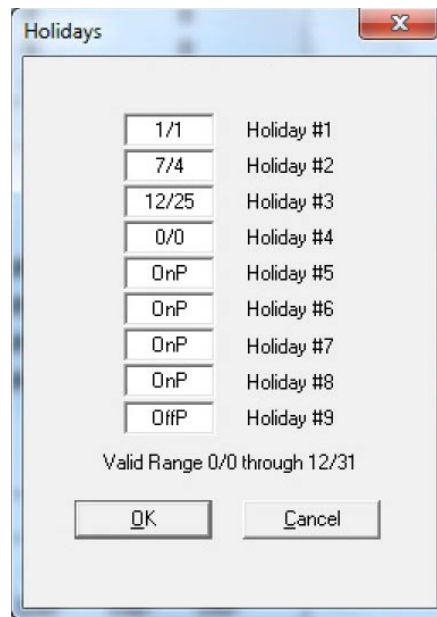 Holidays
1/1 Holiday #1
7/4 Holiday #2
12/25 Holiday #3
0/0 Holiday #4
OnP Holiday #5
OnP Holiday #6
OnP Holiday #7
OnP Holiday #8
OffP Holiday #9
Valid Range 0/0 through 12/31
OK Cancel